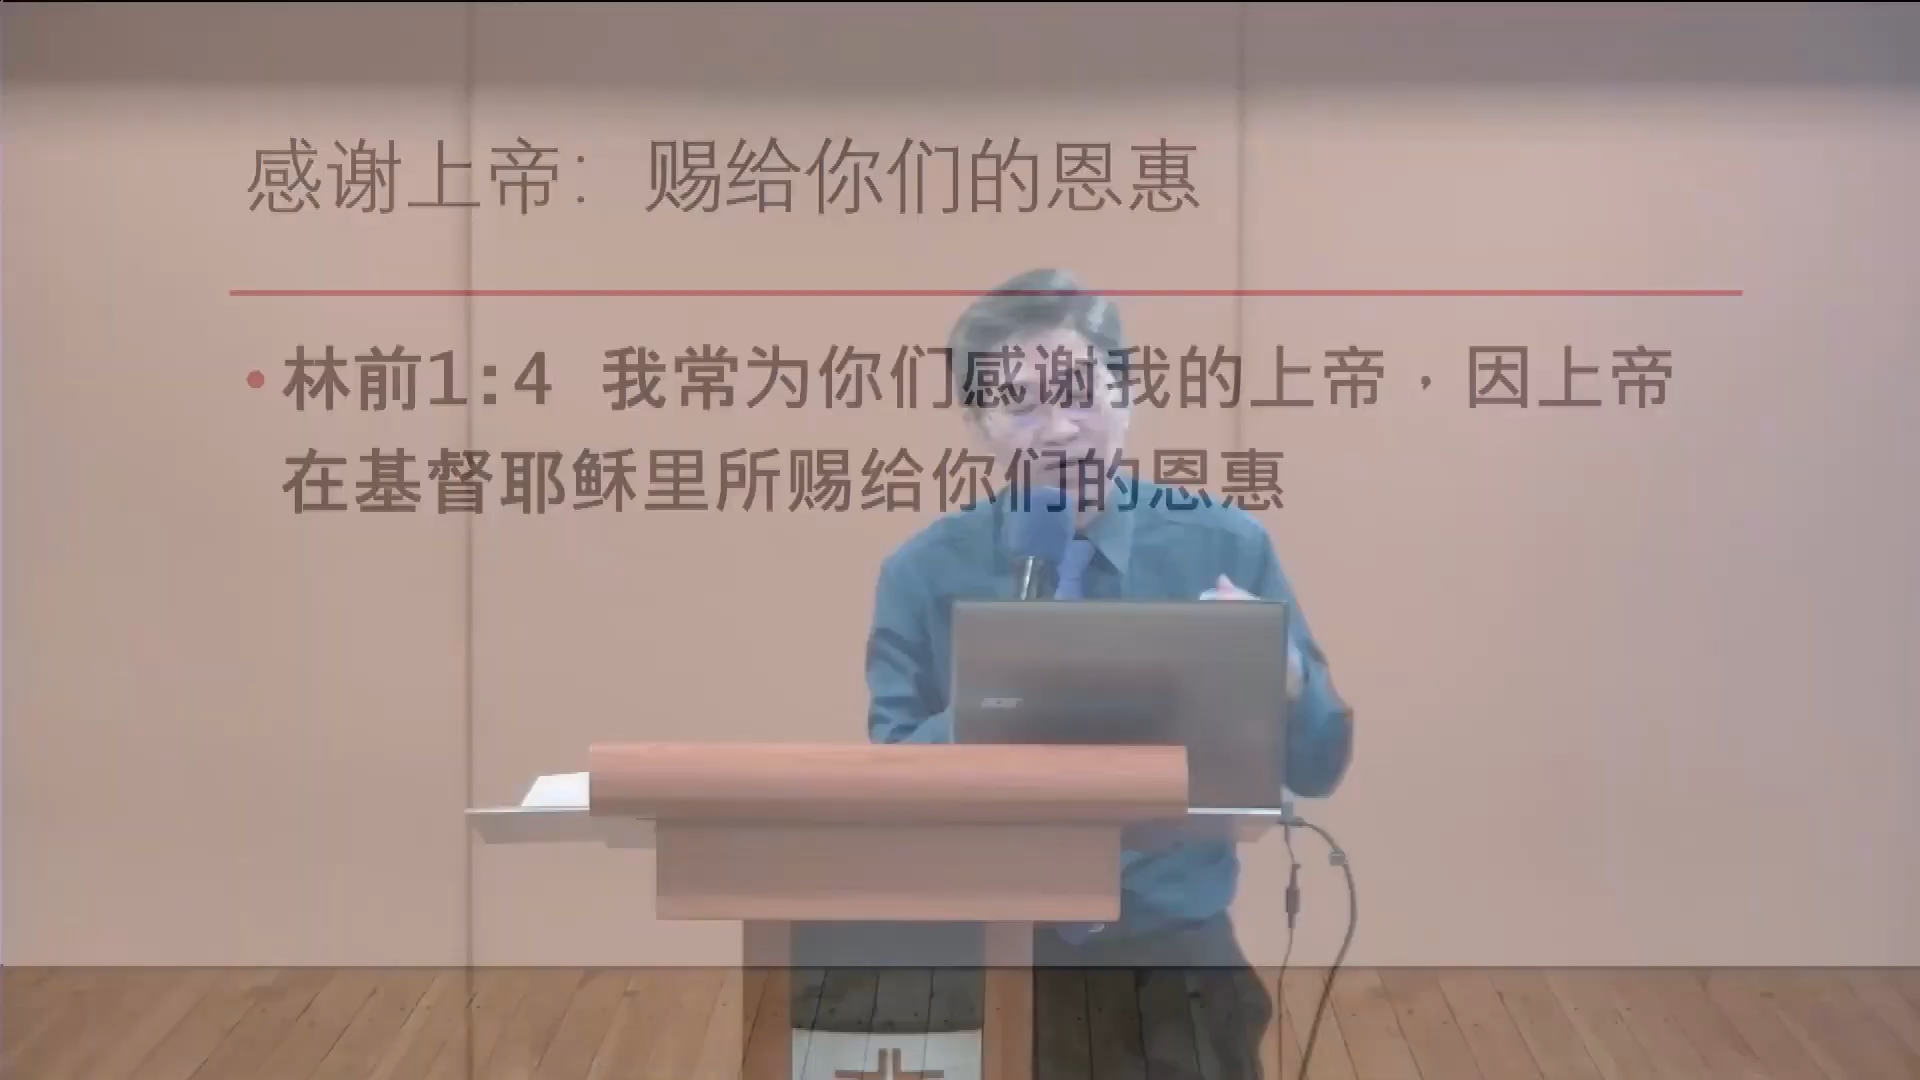 感谢上帝：赐给你们的恩惠
•林前1:4 我常为你们感谢我的上帝，因上帝
在基督耶稣里所赐给你们的恩惠
acer